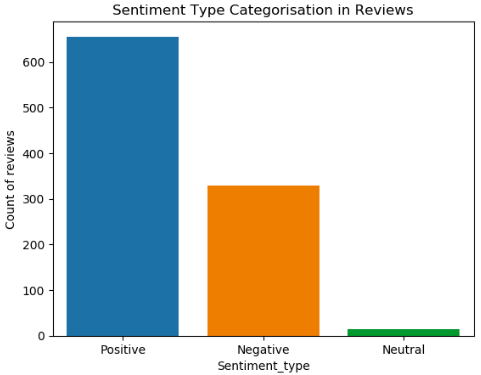 Sentiment Type Categorisation in Reviews
600
500
400
300
200
100
0
Count of reviews
Positive Negative Neutral
Sentiment_type